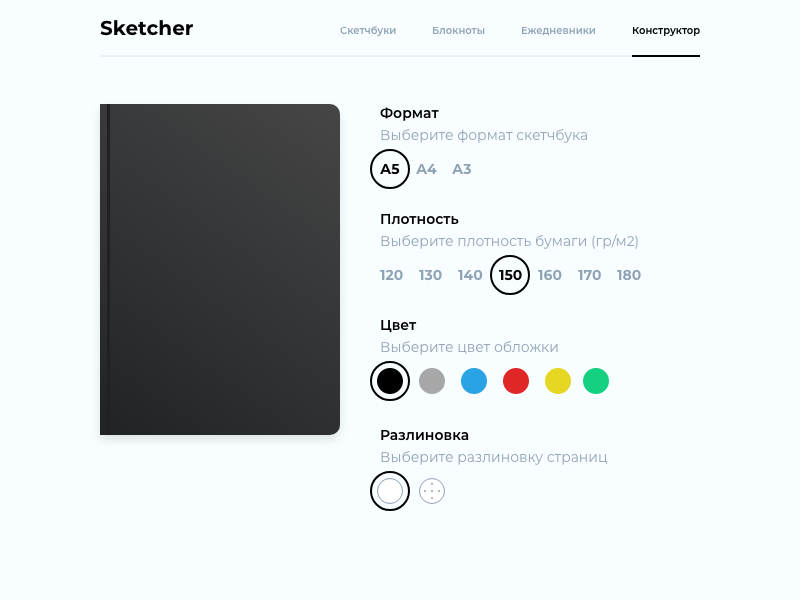 Sketcher
Скетчбуки Блокноты Ежедневники Конструктор
Формат
Выберите формат скетчбука
A5 A4 A3
Плотность
Выберите плотность бумаги (гр/м2)
120 130 140 150 160 170 180
Цвет
Выберите цвет обложки
Разлиновка
Выберите разлиновку страниц